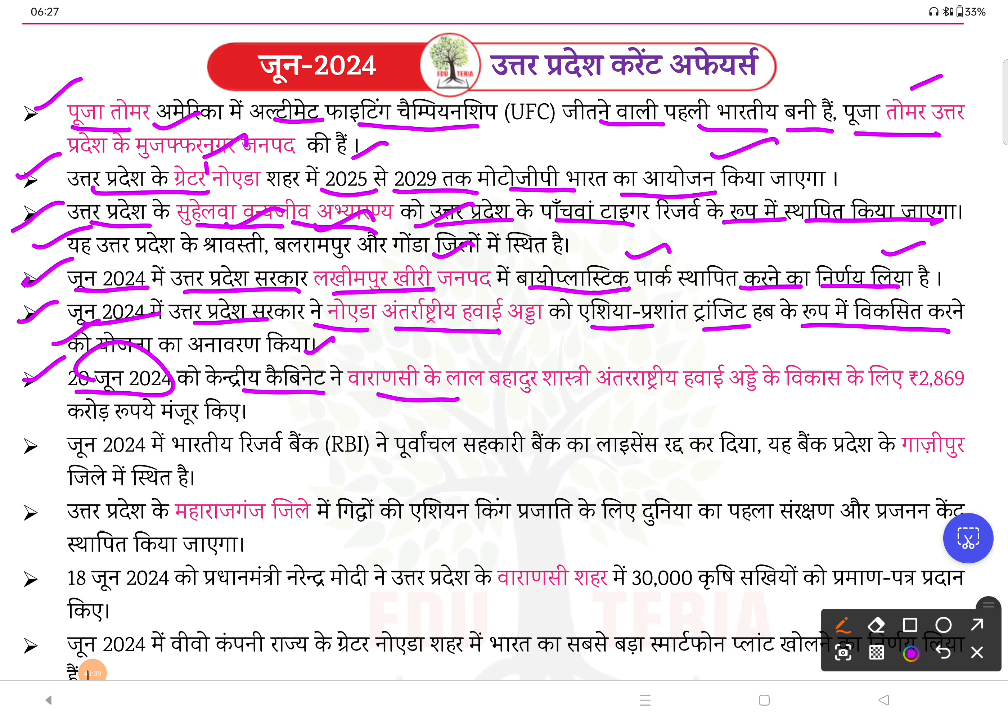 06:27
33%
जून-2024
EDU TERIA
उत्तर प्रदेश करेंट अफेयर्स
पूजा तोमर अमेरिका में अल्टीमेट फाइटिंग चैम्पियनशिप (UFC) जीतने वाली पहली भारतीय बनी हैं, पूजा तोमर उत्तर
प्रदेश के मुजफ्फरनगर जनपद की हैं ।
उत्तर प्रदेश के ग्रेटर नोएडा शहर में 2025 से 2029 तक मोटोजीपी भारत का आयोजन किया जाएगा ।
उत्तर प्रदेश के सुहेलवा वन्यजीव अभ्यारण्य को उत्तर प्रदेश के पाँचवां टाइगर रिजर्व के रूप में स्थापित किया जाएगा।
यह उत्तर प्रदेश के श्रावस्ती, बलरामपुर और गोंडा जिलों में स्थित है।
जून 2024 में उत्तर प्रदेश सरकार लखीमपुर खीरी जनपद में बायोप्लास्टिक पार्क स्थापित करने का निर्णय लिया है ।
जून 2024 में उत्तर प्रदेश सरकार ने नोएडा अंतर्राष्ट्रीय हवाई अड्डा को एशिया-प्रशांत ट्रांजिट हब के रूप में विकसित करने
की योजना का अनावरण किया।
जून 2024 को केन्द्रीय कैबिनेट ने वाराणसी के लाल बहादुर शास्त्री अंतरराष्ट्रीय हवाई अड्डे के विकास के लिए ₹2,869
करोड़ रूपये मंजूर किए।
जून 2024 में भारतीय रिजर्व बैंक (RBI) ने पूर्वांचल सहकारी बैंक का लाइसेंस रद्द कर दिया, यह बैंक प्रदेश के गाज़ीपुर
जिले में स्थित है।
उत्तर प्रदेश के महाराजगंज जिले में गिद्धों की एशियन किंग प्रजाति के लिए दुनिया का पहला संरक्षण और प्रजनन केंद्र
स्थापित किया जाएगा।
18 जून 2024 को प्रधानमंत्री नरेन्द्र मोदी ने उत्तर प्रदेश के वाराणसी शहर में 30,000 कृषि सखियों को प्रमाण-पत्र प्रदान
किए।
जून 2024 में वीवो कंपनी राज्य के ग्रेटर नोएडा शहर में भारत का सबसे बड़ा स्मार्टफोन प्लांट खोलने का निर्णय लिया
हैं ।
EDU TERIA